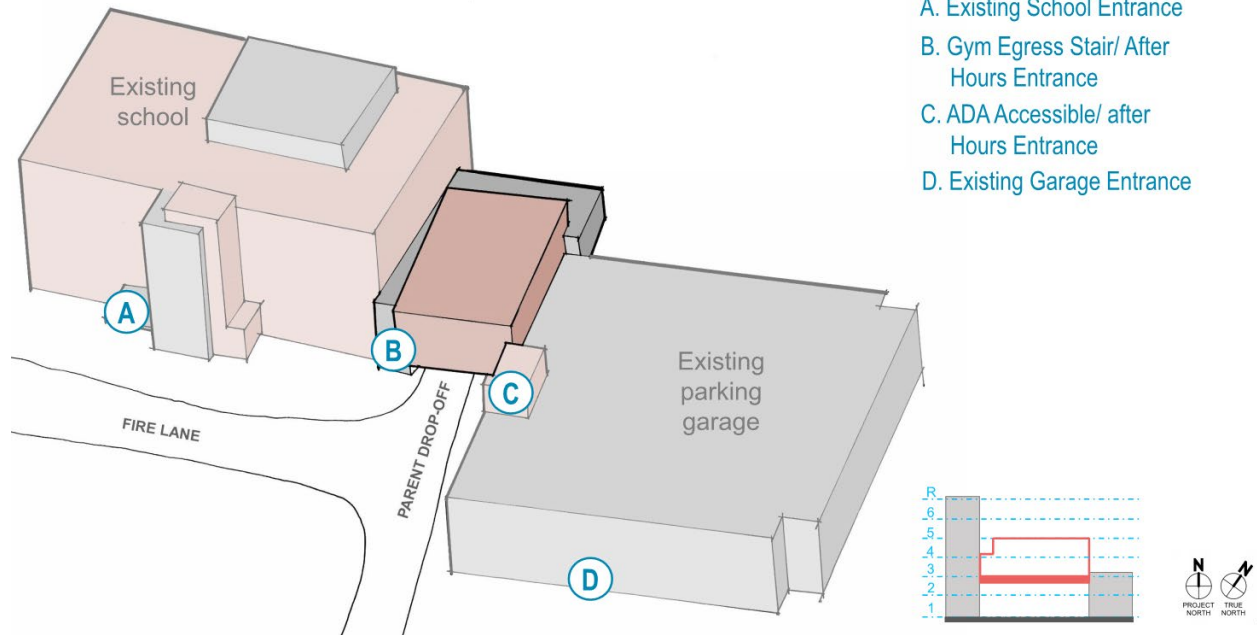 A. Existing School Entrance
B. Gym Egress Stair/ After
Hours Entrance
C. ADA Accessible/ after
Hours Entrance
D. Existing Garage Entrance
Existing
school
A
B
C
D
Existing
parking
garage
FIRE LANE
PARENT DROP-OFF
R
6
5
4
3
2
1
N
PROJECT
NORTH
N
TRUE
NORTH